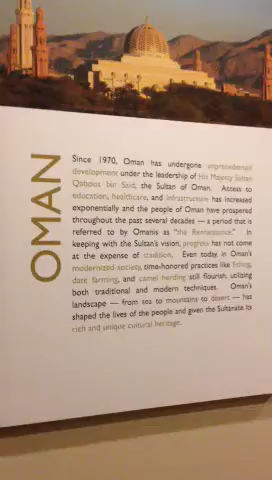 OMAN
Since 1970, Oman has undergone unprecedented
development under the leadership of His Majesty Sultan
Qaboos bin Said, the Sultan of Oman. Access to
education, healthcare, and infrastructure has increased
exponentially and the people of Oman have prospered
throughout the past several decades — a period that is
referred to by Omanis as "the Renaissance." In
keeping with the Sultan's vision, progress has not come
at the expense of tradition. Even today, in Oman's
modernized society, time-honored practices like fishing,
date farming, and camel herding still flourish, utilizing
both traditional and modern techniques. Oman's
landscape — from sea to mountains to desert — has
shaped the lives of the people and given the Sultanate its
rich and unique cultural heritage.